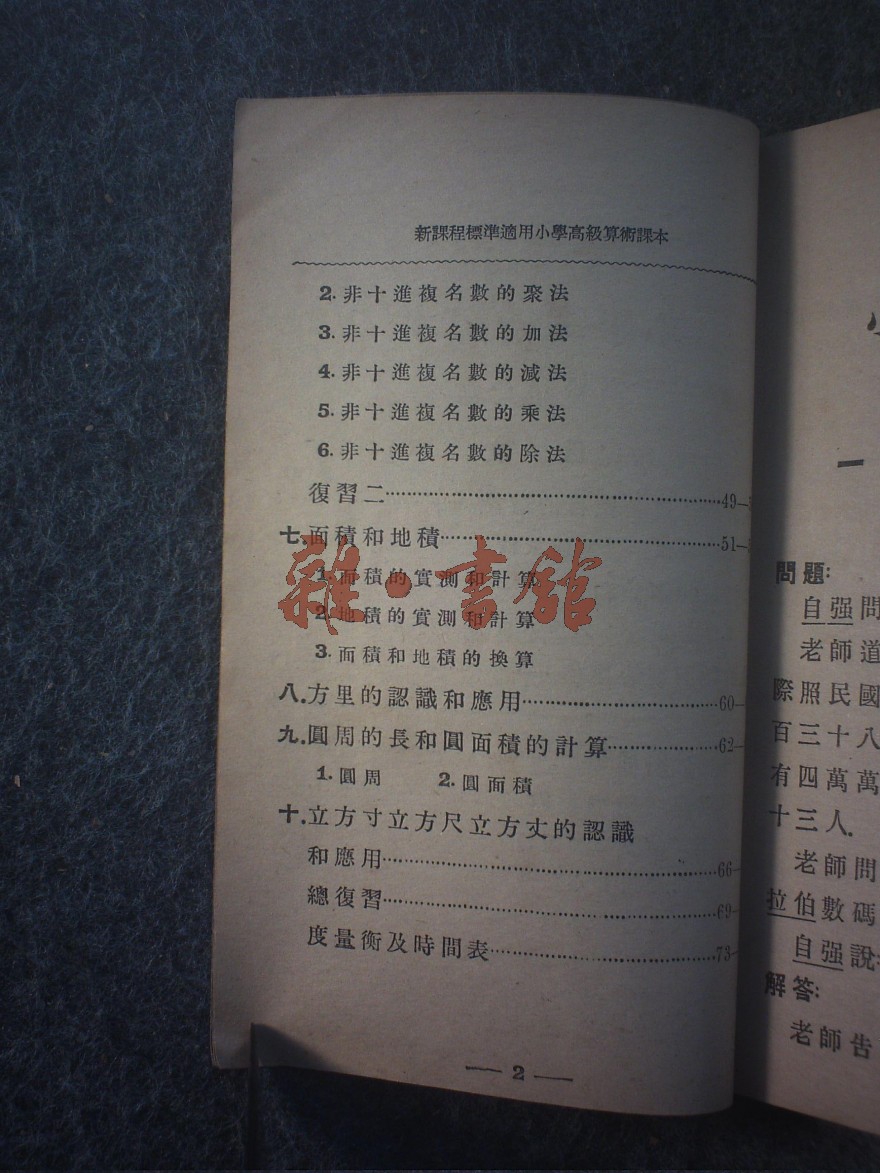 新課程標準適用小學高級算術課本
2. 非十進複名數的聚法
3. 非十進複名數的加法
4. 非十進複名數的減法
5. 非十進複名數的乘法
6. 非十進複名數的除法
復習二……49—
七.面積和地積……51—
1.面積的實測和計算
2.地積的實測和計算
3.面積和地積的換算
八.方里的認識和應用……60—
九.圓周的長和圓面積的計算……62—
1.圓周 2.圓面積
十.立方寸立方尺立方丈的認識
和應用……66—
總復習……69—
度量衡及時間表……73—
— 2 —
雜·書館
一
問題:
自强問
老師道
際照民國
百三十八
有四萬萬
十三人.
老師問
拉伯數碼
自强說:
解答:
老師告